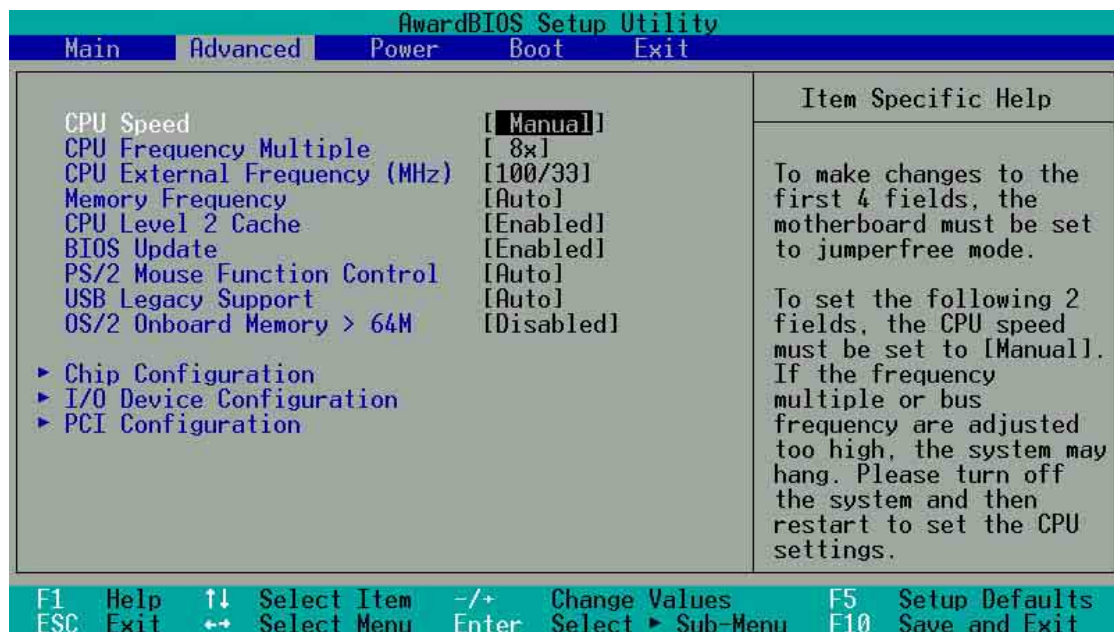 AwardBIOS Setup Utility
Main Advanced Power Boot Exit
CPU Speed [ Manual]
CPU Frequency Multiple [ 8x]
CPU External Frequency (MHz) [100/33]
Memory Frequency [Auto]
CPU Level 2 Cache [Enabled]
BIOS Update [Enabled]
PS/2 Mouse Function Control [Auto]
USB Legacy Support [Auto]
OS/2 Onboard Memory > 64M [Disabled]
▶ Chip Configuration
▶ I/O Device Configuration
▶ PCI Configuration
Item Specific Help
To make changes to the
first 4 fields, the
motherboard must be set
to jumperfree mode.
To set the following 2
fields, the CPU speed
must be set to [Manual].
If the frequency
multiple or bus
frequency are adjusted
too high, the system may
hang. Please turn off
the system and then
restart to set the CPU
settings.
F1 Help ↑↓ Select Item -/+ Change Values F5 Setup Defaults
ESC Exit ←→ Select Menu Enter Select ▶ Sub-Menu F10 Save and Exit